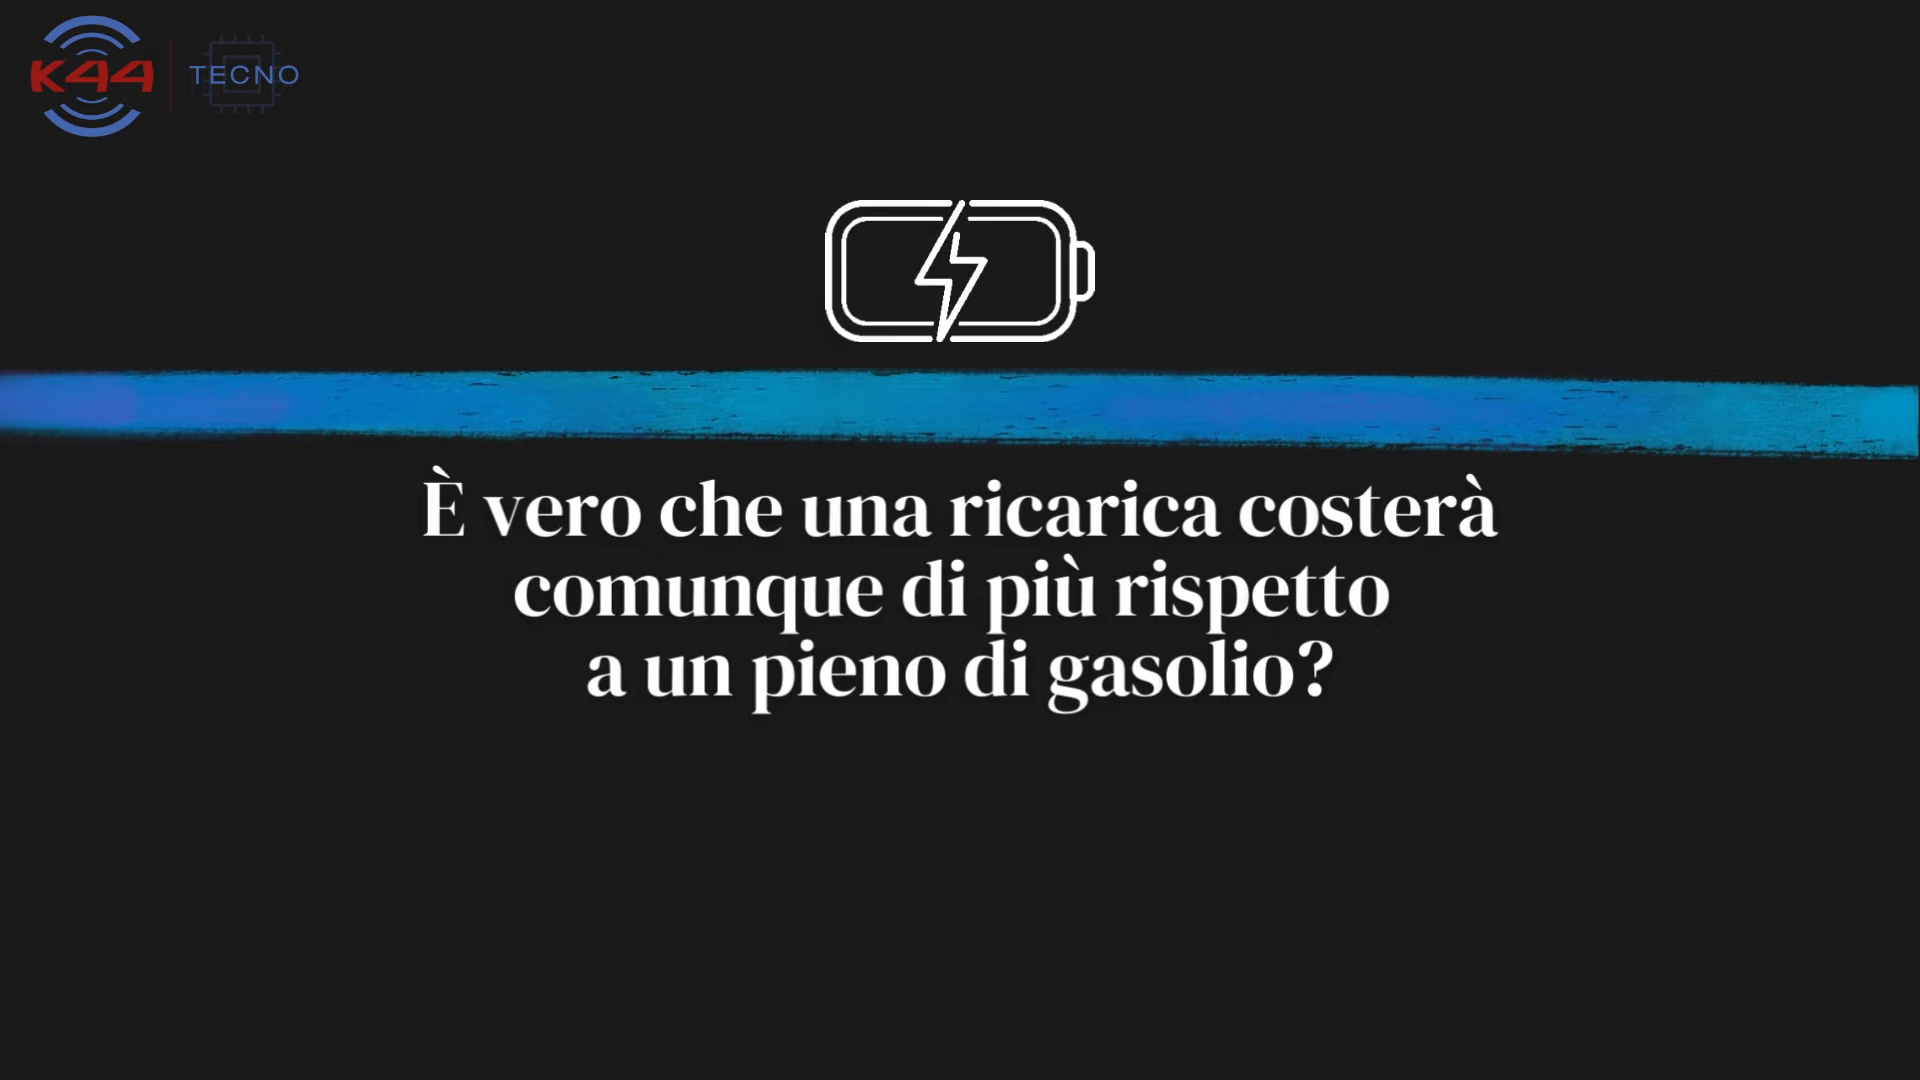 K44 TECNO
È vero che una ricarica costerà
comunque di più rispetto
a un pieno di gasolio?